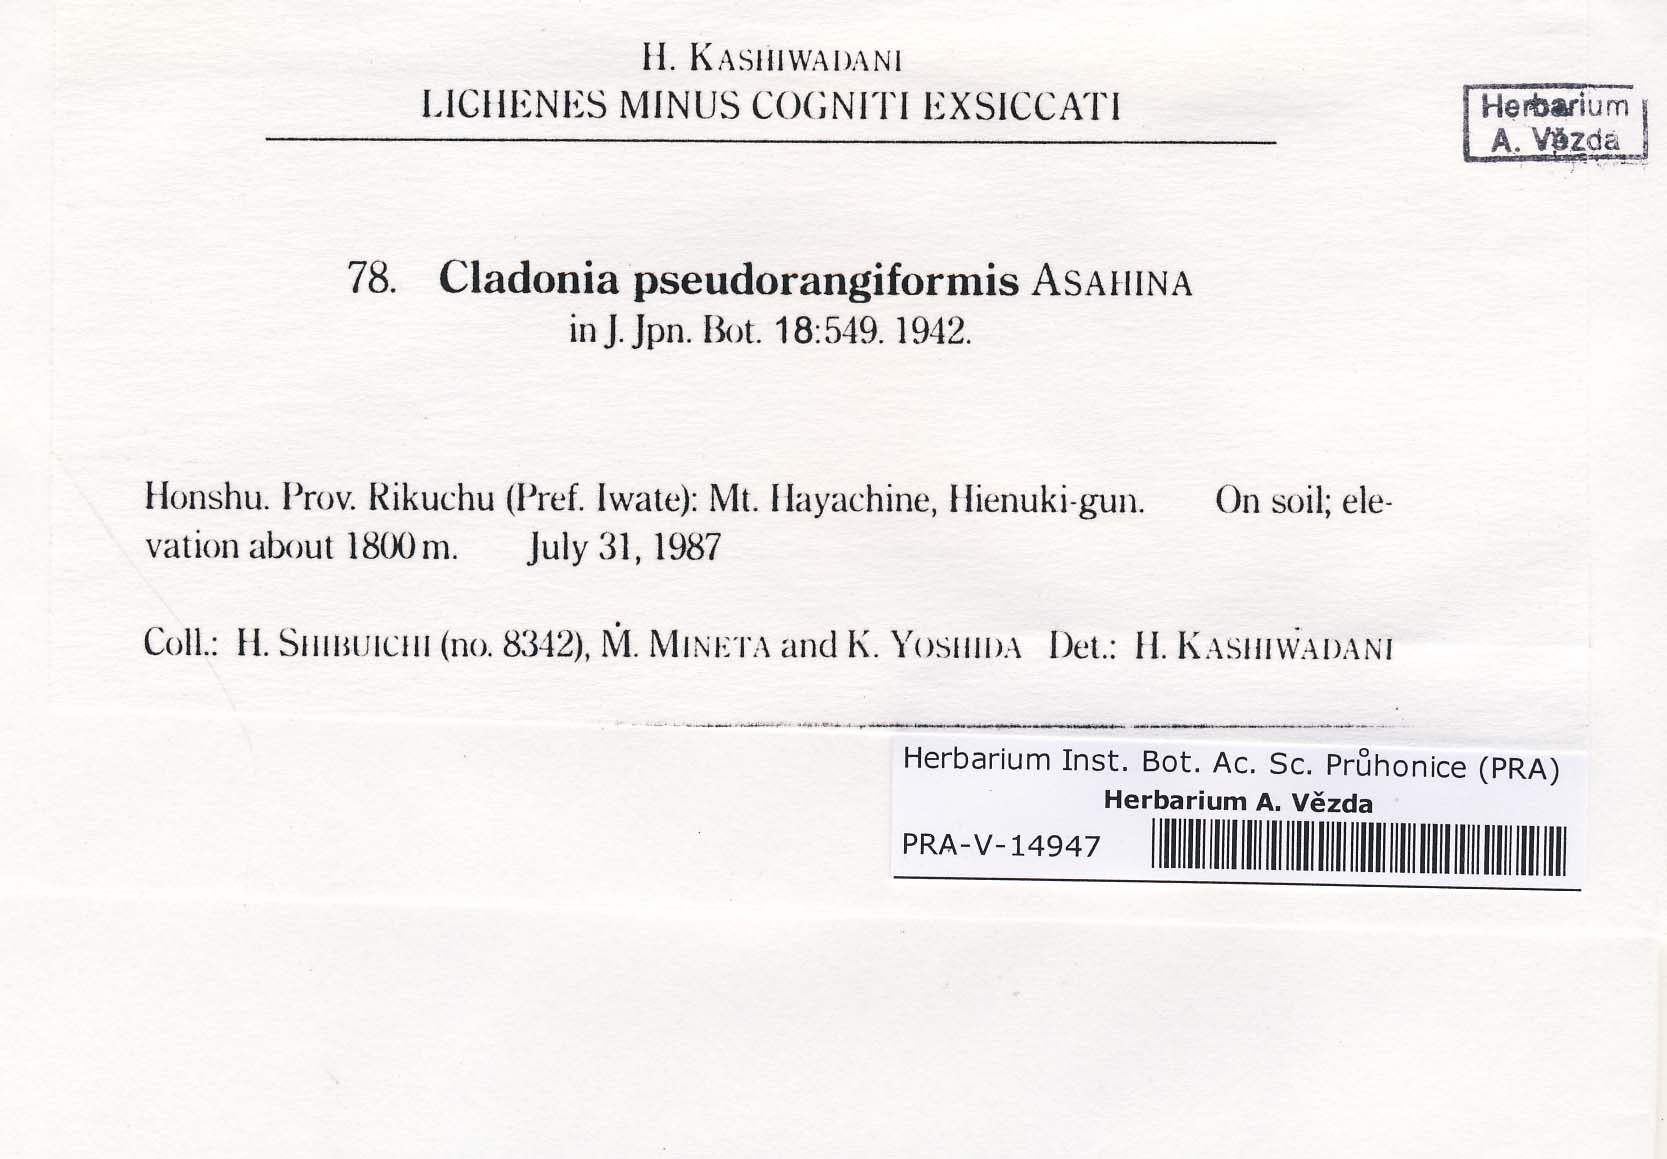 H. KASHIWADANI
LICHENES MINUS COGNITI EXSICCATI
Herbarium
A. Vězda
78. Cladonia pseudorangiformis ASAHINA
in J. Jpn. Bot. 18:549. 1942.
Honshu. Prov. Rikuchu (Pref. Iwate): Mt. Hayachine, Hienuki-gun. On soil; ele-
vation about 1800 m. July 31, 1987
Coll.: H. SHIBUICHI (no. 8342), M. MINETA and K. YOSHIDA Det.: H. KASHIWADANI
Herbarium Inst. Bot. Ac. Sc. Průhonice (PRA)
Herbarium A. Vězda
PRA-V-14947